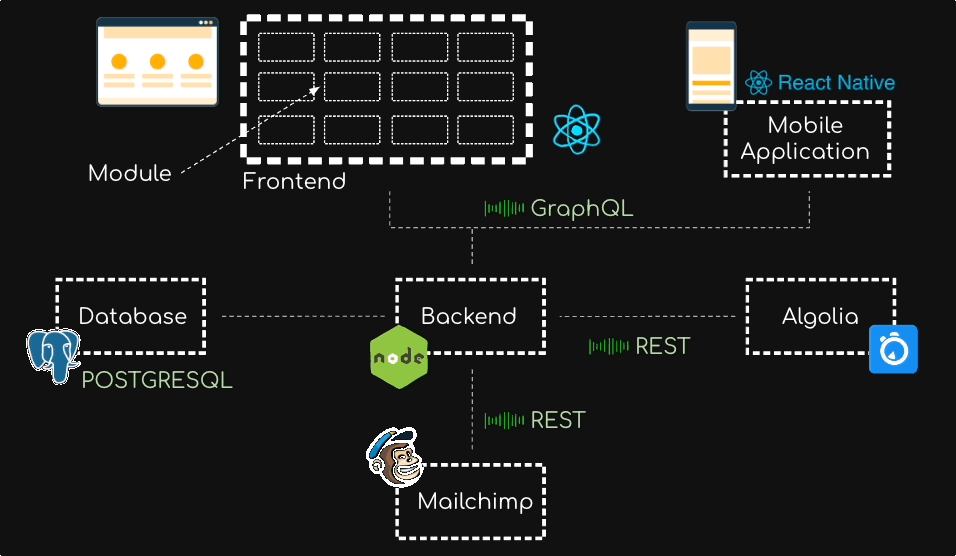 React Native
Mobile
Application
Module
Frontend
GraphQL
Database
Backend
Algolia
node
REST
POSTGRESQL
REST
Mailchimp